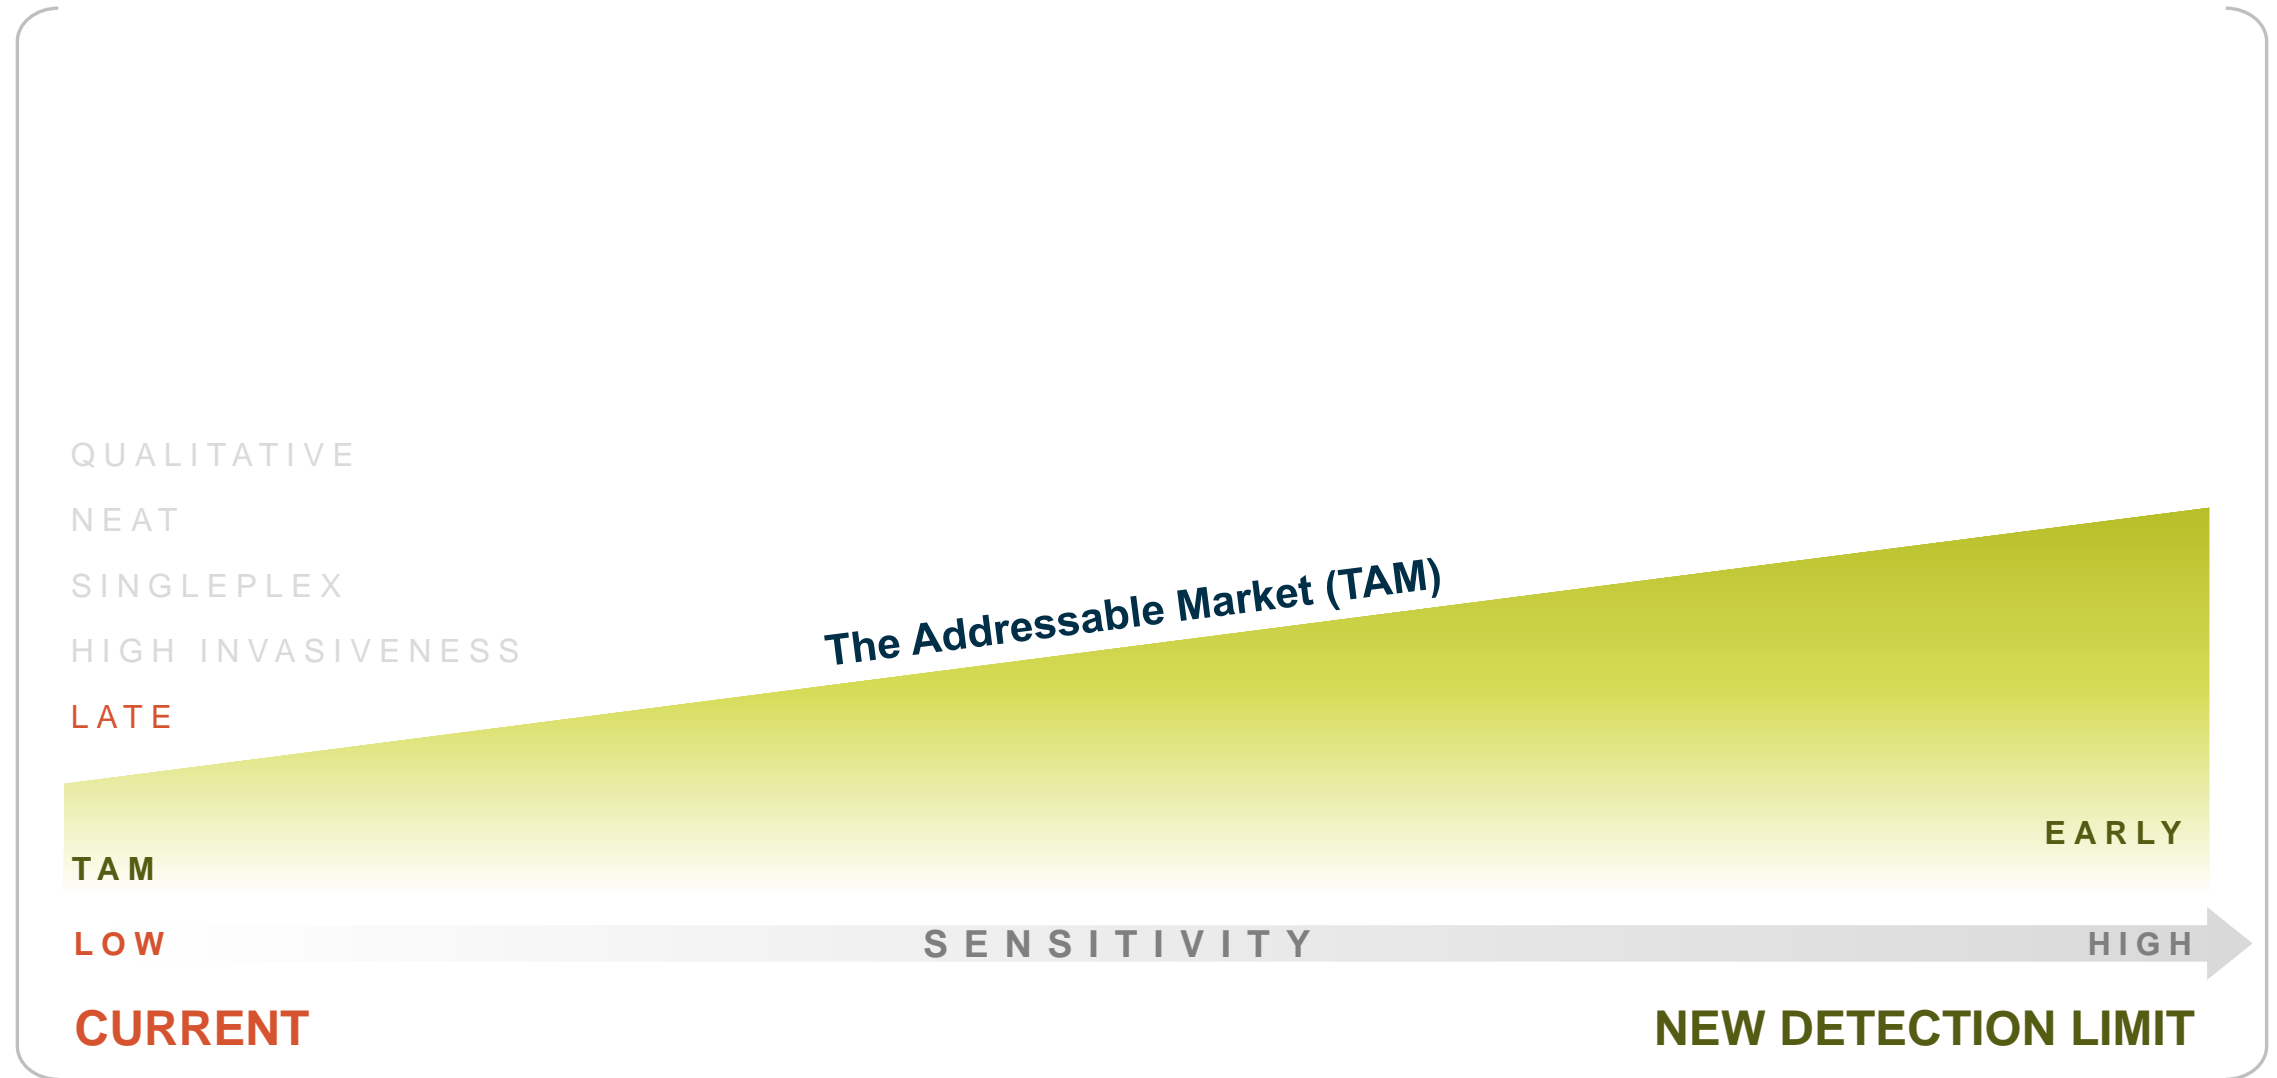 QUALITATIVE
NEAT
SINGLEPLEX
HIGH INVASIVENESS
LATE
The Addressable Market (TAM)
EARLY
TAM
LOW
SENSITIVITY
HIGH
CURRENT
NEW DETECTION LIMIT